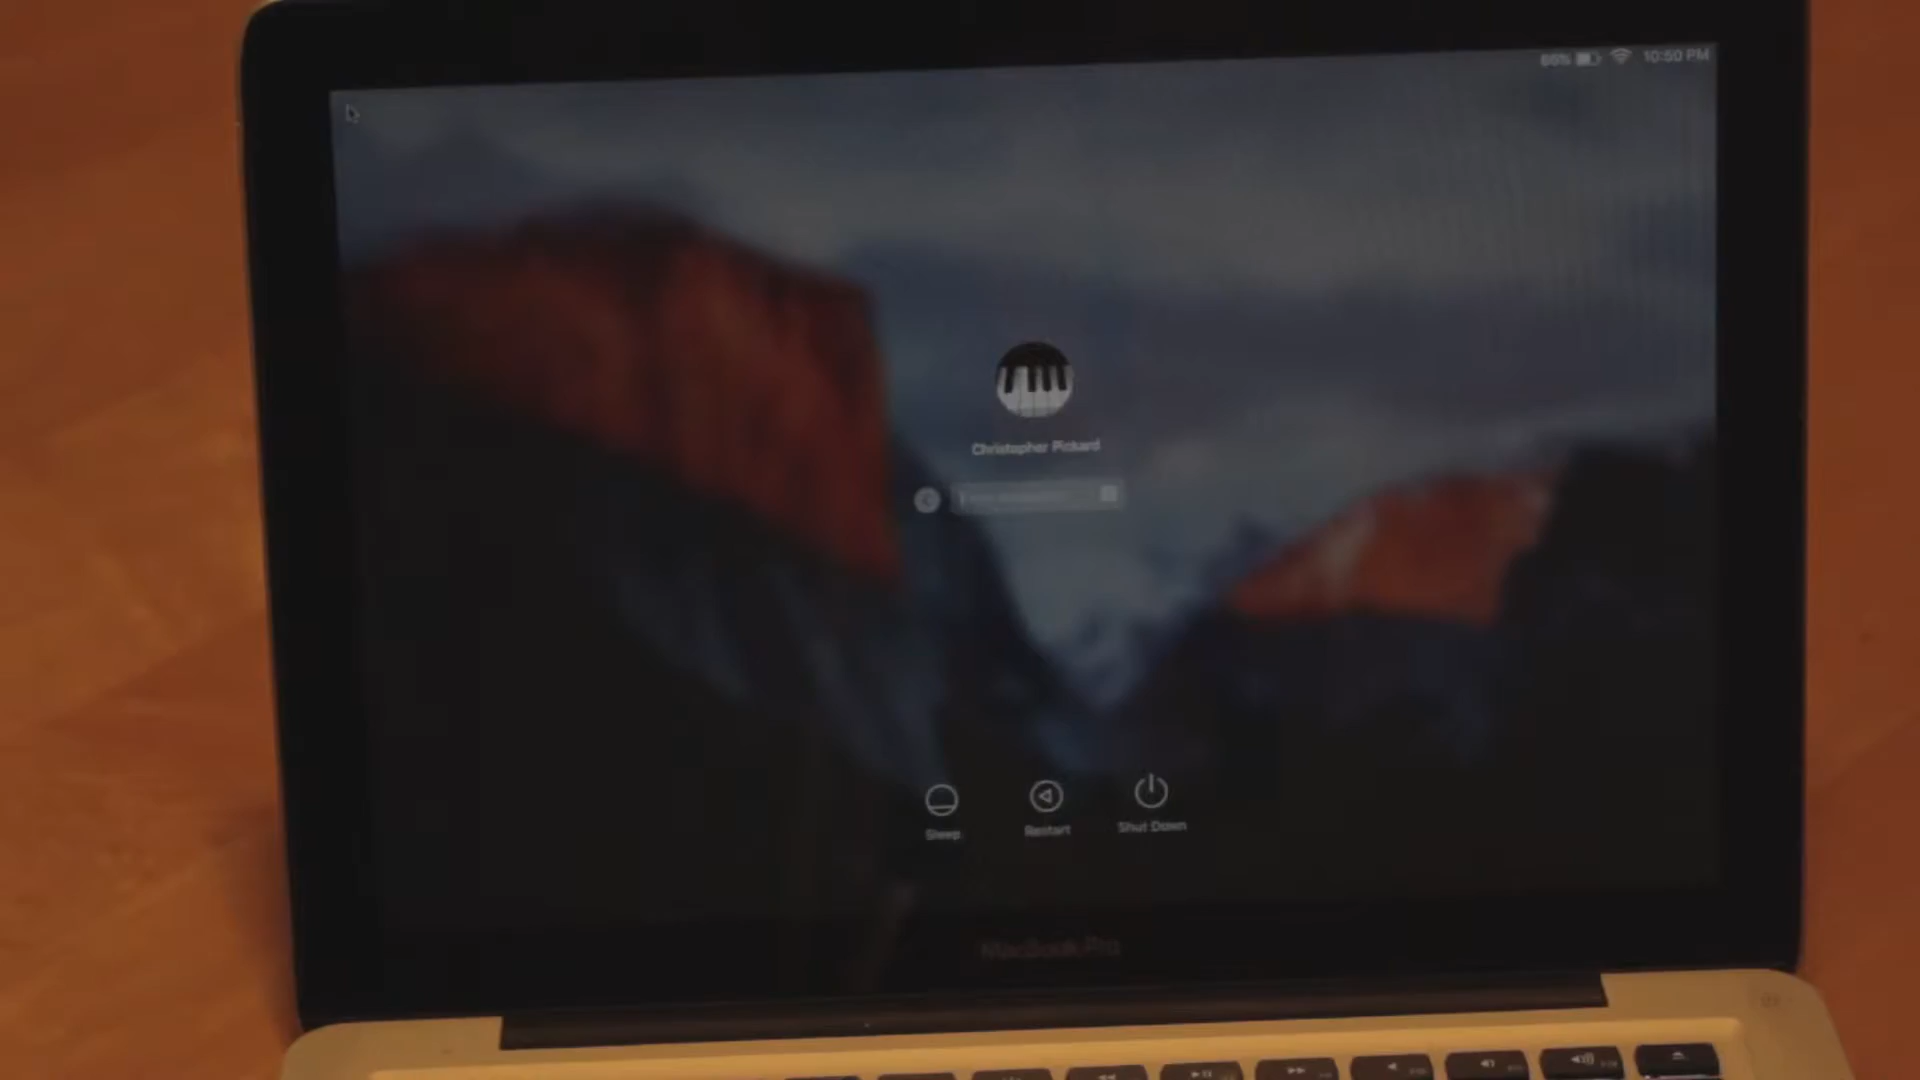 10:50 PM
Christopher Pickard
Sleep
Restart
Shut Down
MacBook Pro